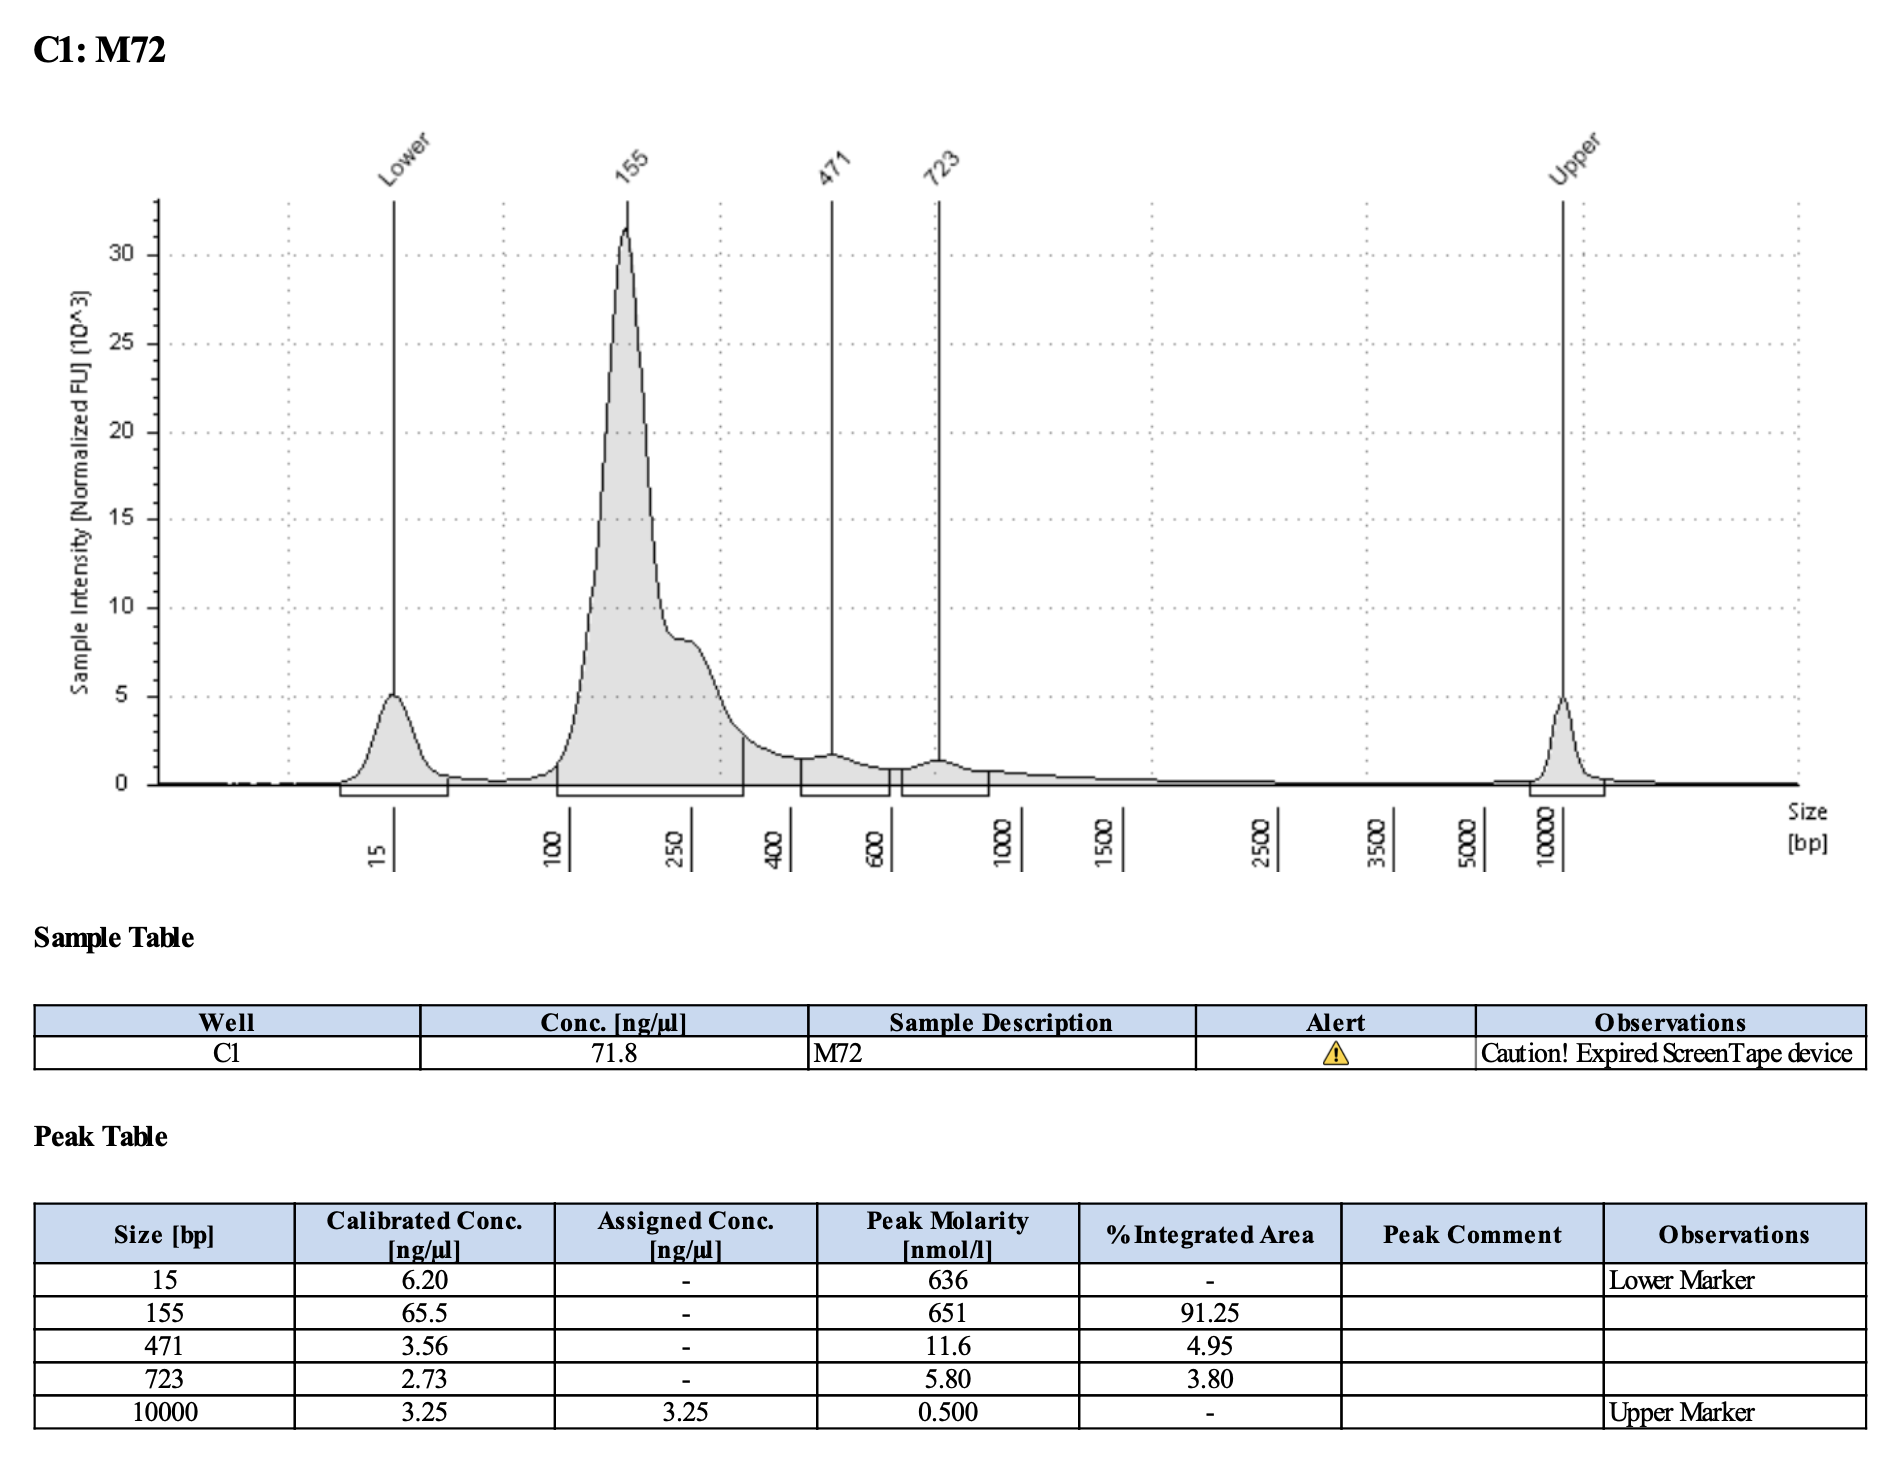 C1: M72
Lower
155
471
723
Upper
Sample Intensity [Normalized FU] (10^3)
30
25
20
15
10
5
0
15
100
250
400
600
1000
1500
2500
3500
5000
10000
Size
[bp]
Sample Table
Well Conc. [ng/µl] Sample Description Alert Observations
C1 71.8 M72 Caution! Expired ScreenTape device
Peak Table
Size [bp] Calibrated Conc. [ng/µl] Assigned Conc. [ng/µl] Peak Molarity [nmol/l] % Integrated Area Peak Comment Observations
15 6.20 - 636 - Lower Marker
155 65.5 - 651 91.25
471 3.56 - 11.6 4.95
723 2.73 - 5.80 3.80
10000 3.25 3.25 0.500 - Upper Marker